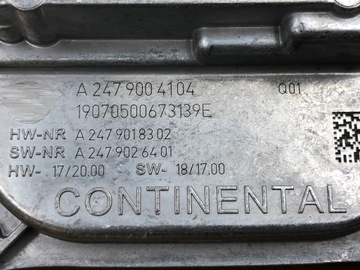 A 247 900 4104 Q01
19070500673139E
HW-NR A 247 901 83 02
SW-NR A 247 902 64 01
HW- 17/20.00 SW- 18/17.00
CONTINENTAL